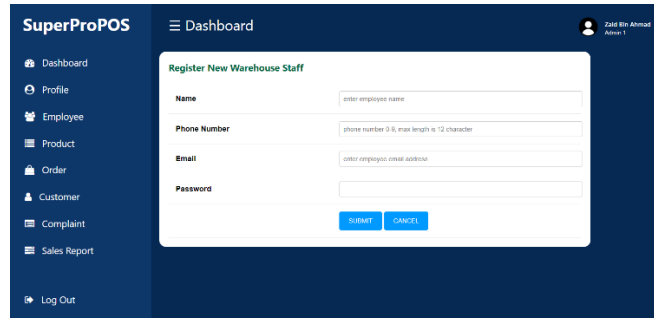 SuperProPOS
☰ Dashboard
Zaid Bin Ahmad
Admin 1
Dashboard
Profile
Employee
Product
Order
Customer
Complaint
Sales Report
Log Out
Register New Warehouse Staff
Name
enter employee name
Phone Number
phone number 0-9, max length is 12 character
Email
enter employee email address
Password
SUBMIT CANCEL